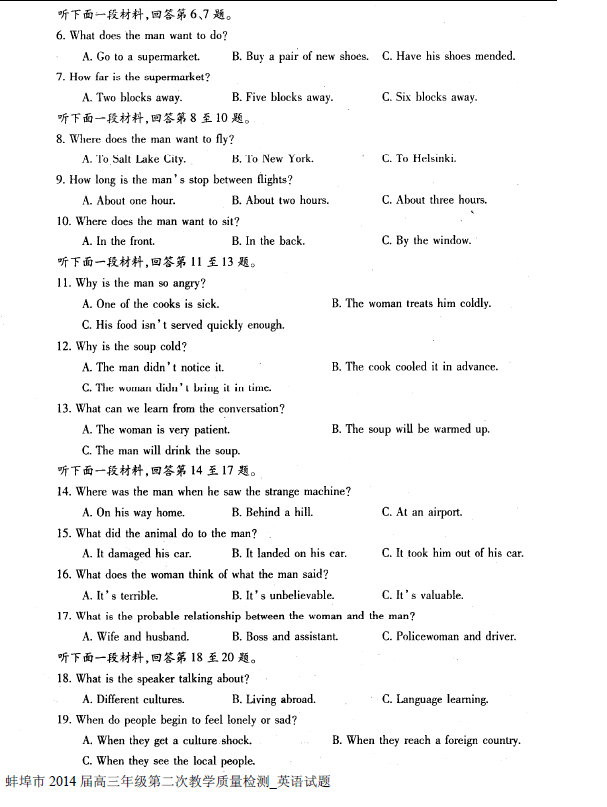 听下面一段材料,回答第6、7题。
6. What does the man want to do?
A. Go to a supermarket. B. Buy a pair of new shoes. C. Have his shoes mended.
7. How far is the supermarket?
A. Two blocks away. B. Five blocks away. C. Six blocks away.
听下面一段材料,回答第8至10题。
8. Where does the man want to fly?
A. To Salt Lake City. B. To New York. C. To Helsinki.
9. How long is the man's stop between flights?
A. About one hour. B. About two hours. C. About three hours.
10. Where does the man want to sit?
A. In the front. B. In the back. C. By the window.
听下面一段材料,回答第11至13题。
11. Why is the man so angry?
A. One of the cooks is sick. B. The woman treats him coldly.
C. His food isn't served quickly enough.
12. Why is the soup cold?
A. The man didn't notice it. B. The cook cooled it in advance.
C. The woman didn't bring it in time.
13. What can we learn from the conversation?
A. The woman is very patient. B. The soup will be warmed up.
C. The man will drink the soup.
听下面一段材料,回答第14至17题。
14. Where was the man when he saw the strange machine?
A. On his way home. B. Behind a hill. C. At an airport.
15. What did the animal do to the man?
A. It damaged his car. B. It landed on his car. C. It took him out of his car.
16. What does the woman think of what the man said?
A. It's terrible. B. It's unbelievable. C. It's valuable.
17. What is the probable relationship between the woman and the man?
A. Wife and husband. B. Boss and assistant. C. Policewoman and driver.
听下面一段材料,回答第18至20题。
18. What is the speaker talking about?
A. Different cultures. B. Living abroad. C. Language learning.
19. When do people begin to feel lonely or sad?
A. When they get a culture shock. B. When they reach a foreign country.
C. When they see the local people.
蚌埠市2014届高三年级第二次教学质量检测_英语试题